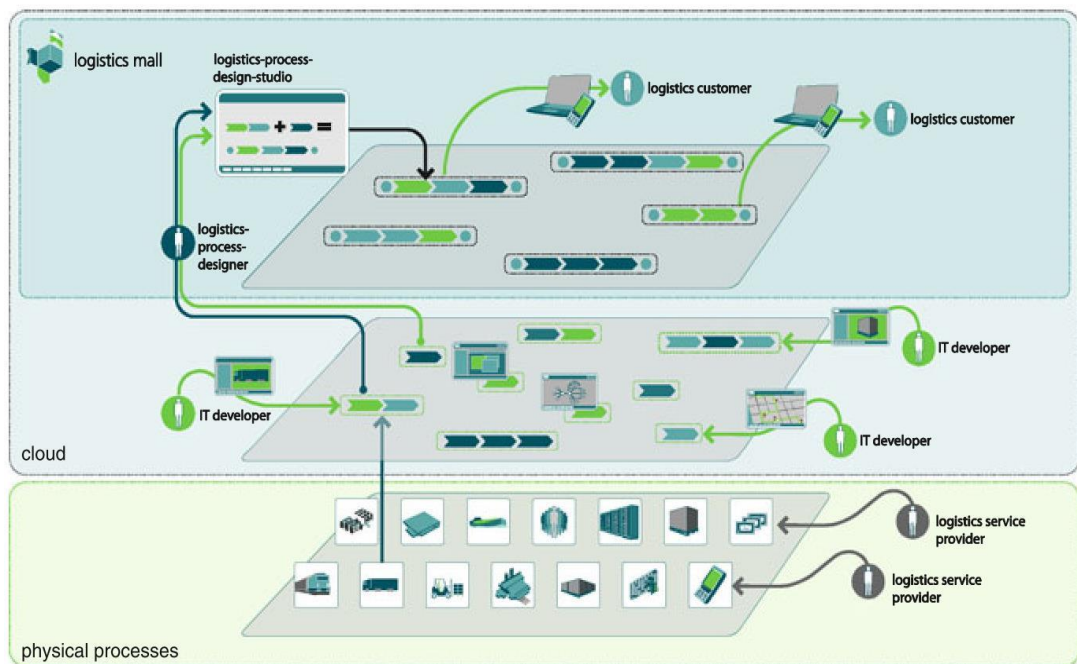 logistics mall
logistics-process-
design-studio
logistics customer
logistics customer
logistics-
process-
designer
IT developer
IT developer
IT developer
cloud
logistics service
provider
logistics service
provider
physical processes